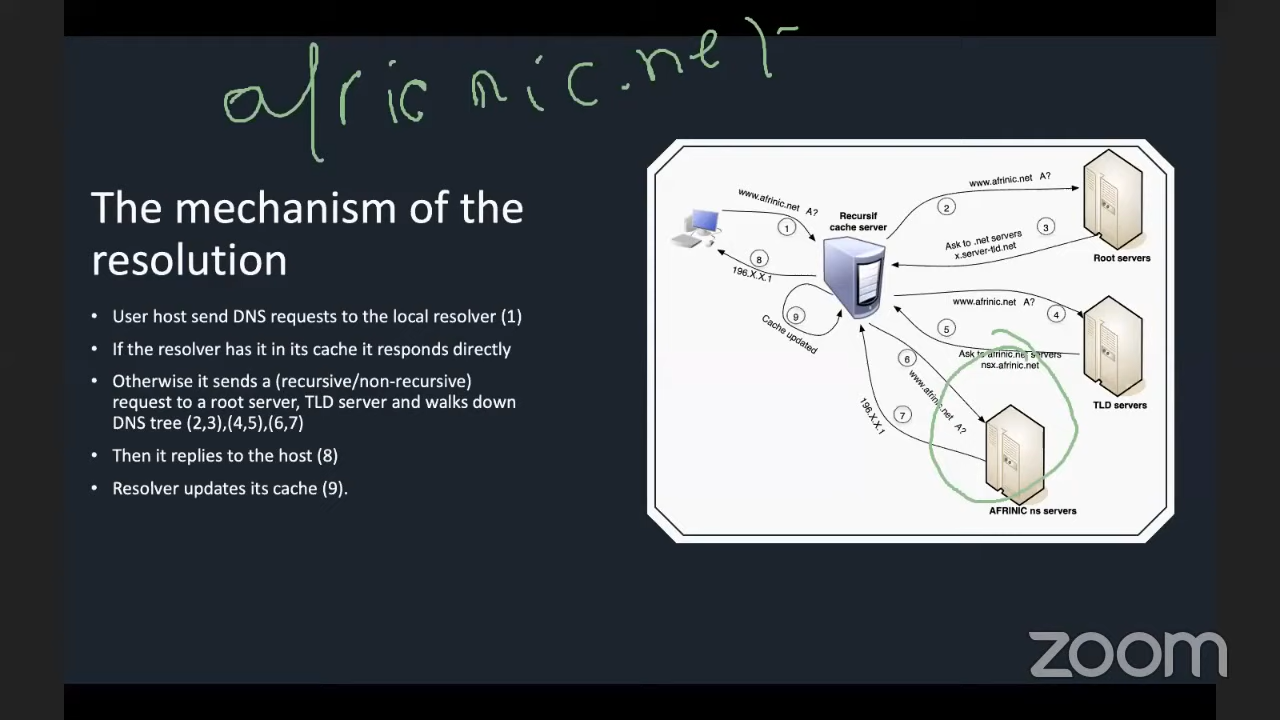 africnic.net
The mechanism of the
resolution
• User host send DNS requests to the local resolver (1)
• If the resolver has it in its cache it responds directly
• Otherwise it sends a (recursive/non-recursive)
request to a root server, TLD server and walks down
DNS tree (2,3),(4,5),(6,7)
• Then it replies to the host (8)
• Resolver updates its cache (9).
www.afrinic.net A?
1
8
196.X.X.1
Recursif
cache server
9
Cache updated
www.afrinic.net A?
2
3
Ask to .net servers
x.server-tld.net
Root servers
www.afrinic.net A?
4
5
Ask to afrinic.net servers
nsx.afrinic.net
TLD servers
6
www.afrinic.net A?
7
196.X.X.1
AFRINIC ns servers
zoom